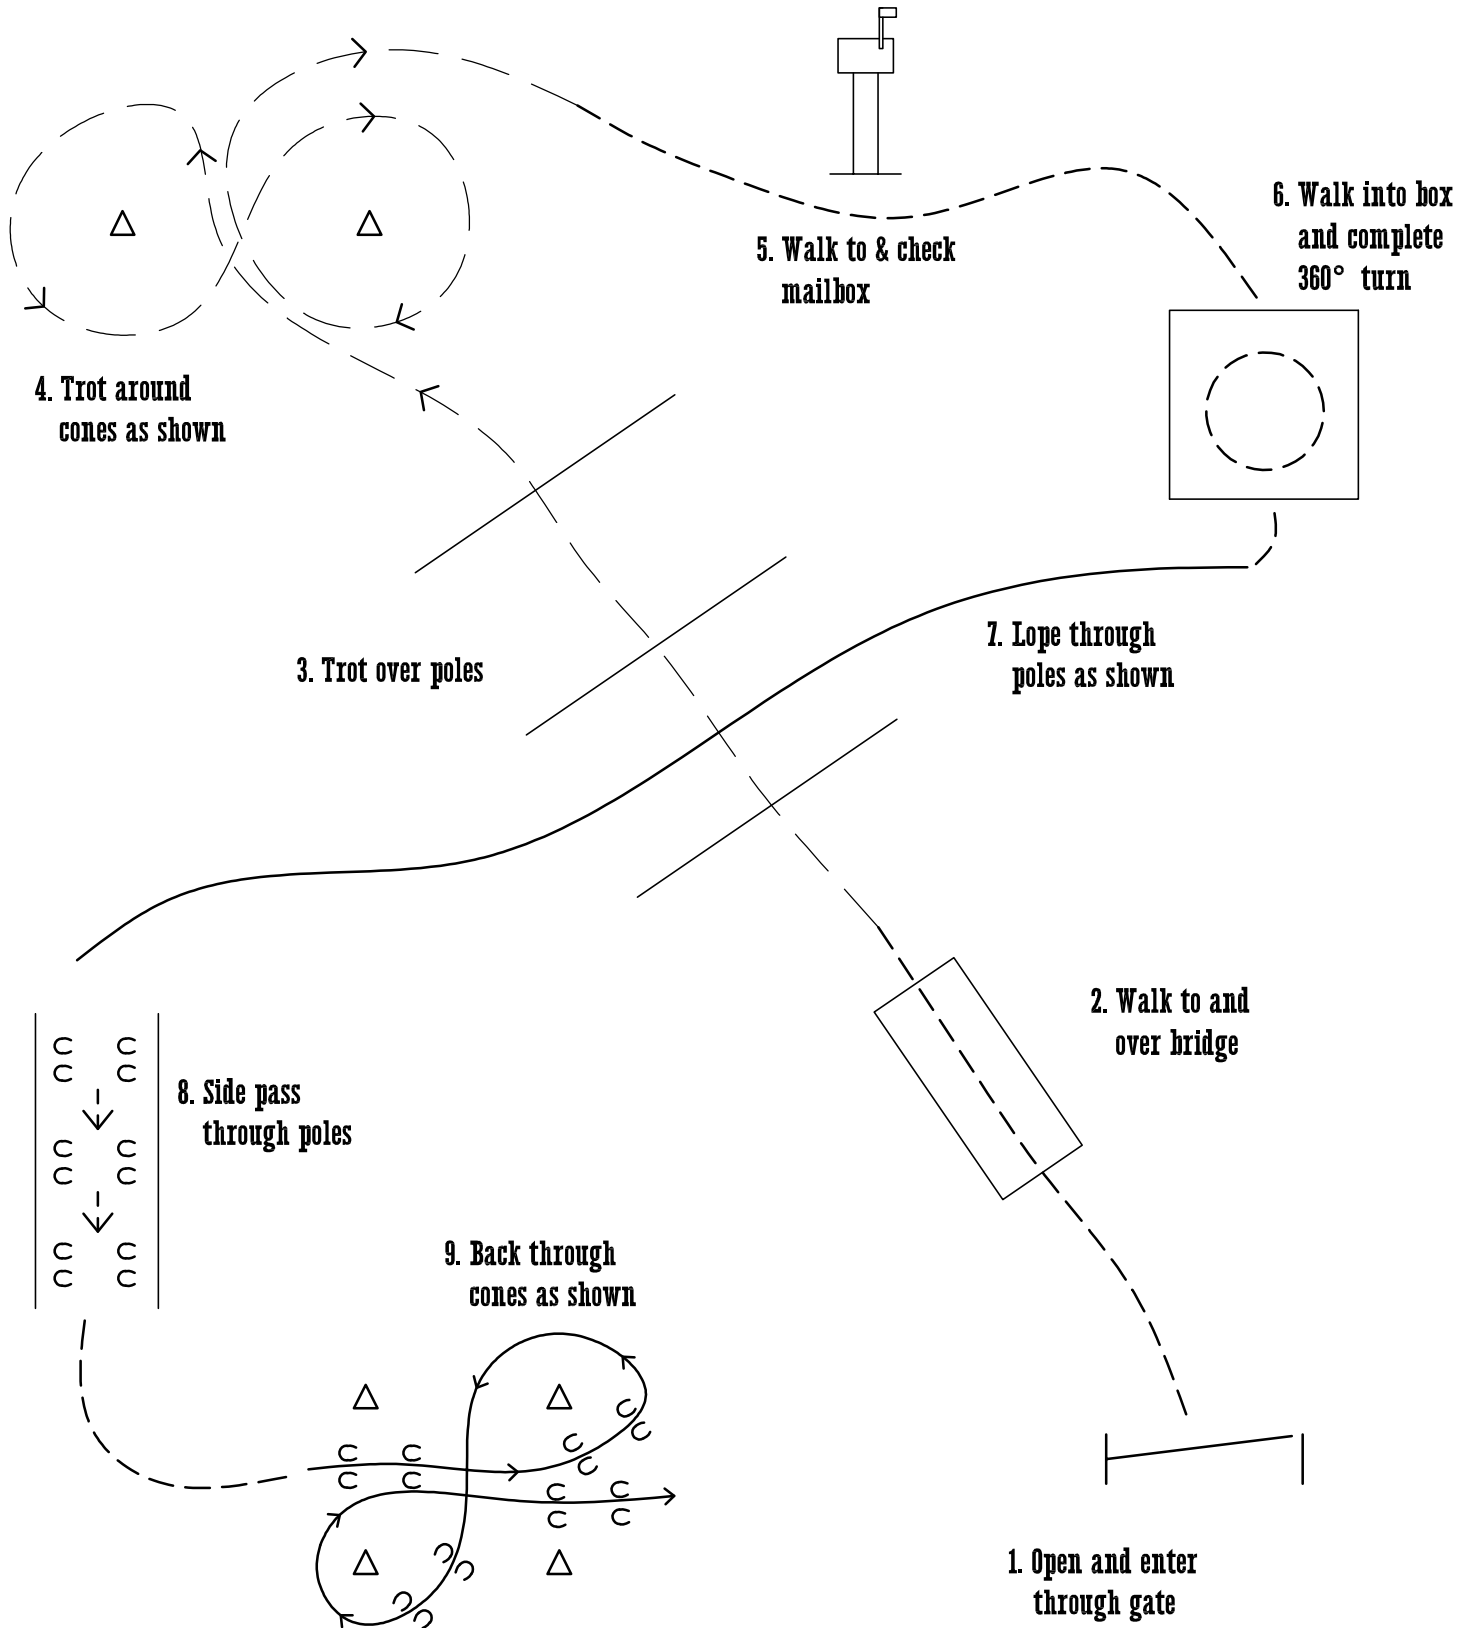 6. Walk into box
and complete
360° turn
5. Walk to & check
mailbox
4. Trot around
cones as shown
7. Lope through
poles as shown
3. Trot over poles
2. Walk to and
over bridge
8. Side pass
through poles
9. Back through
cones as shown
1. Open and enter
through gate